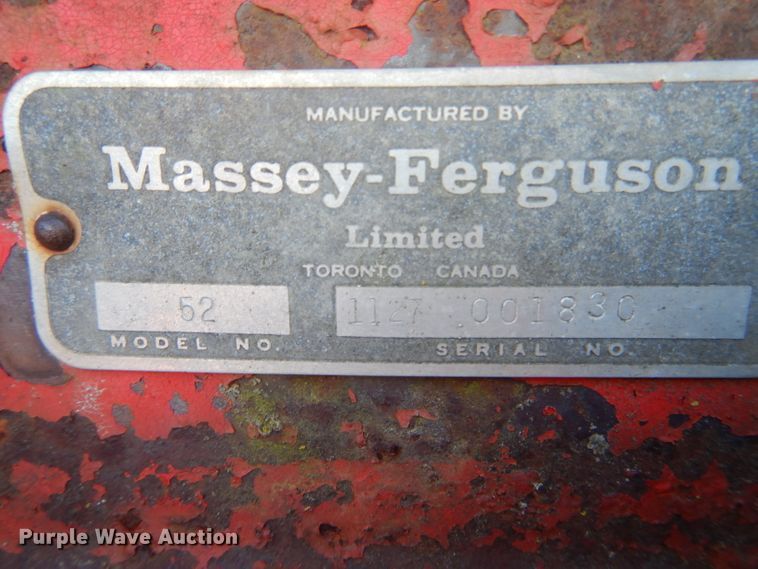 MANUFACTURED BY
Massey-Ferguson
Limited
TORONTO CANADA
52 1127 001830
MODEL NO. SERIAL NO.
Purple Wave Auction